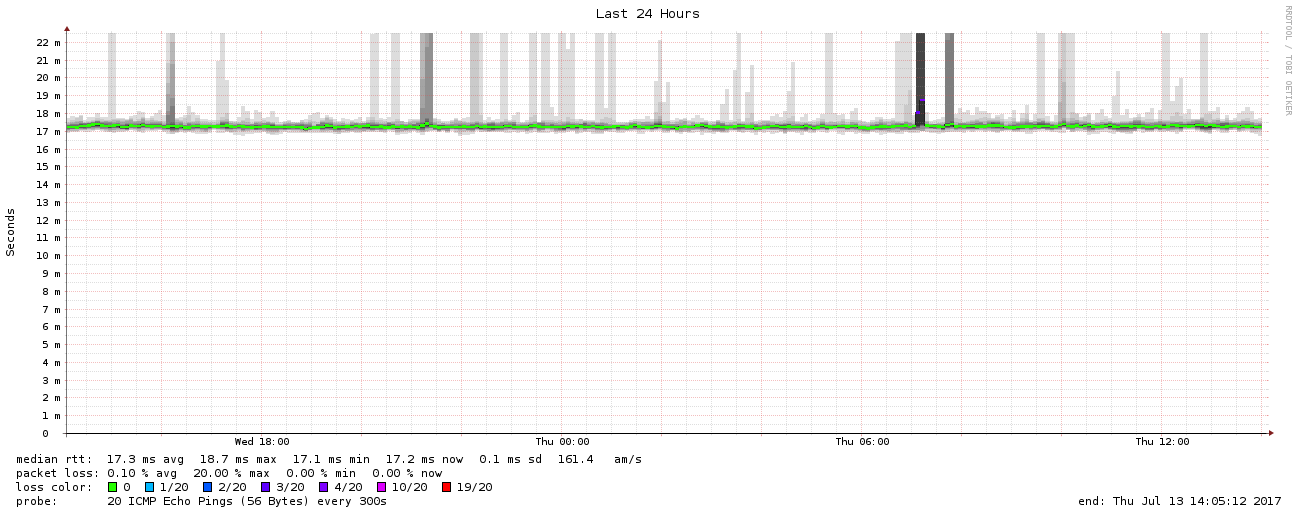 Last 24 Hours
RRDTOOL / TOBI OETIKER
Seconds
22 m
21 m
20 m
19 m
18 m
17 m
16 m
15 m
14 m
13 m
12 m
11 m
10 m
9 m
8 m
7 m
6 m
5 m
4 m
3 m
2 m
1 m
0
Wed 18:00 Thu 00:00 Thu 06:00 Thu 12:00
median rtt: 17.3 ms avg 18.7 ms max 17.1 ms min 17.2 ms now 0.1 ms sd 161.4 am/s
packet loss: 0.10 % avg 20.00 % max 0.00 % min 0.00 % now
loss color: 0 1/20 2/20 3/20 4/20 10/20 19/20
probe: 20 ICMP Echo Pings (56 Bytes) every 300s end: Thu Jul 13 14:05:12 2017